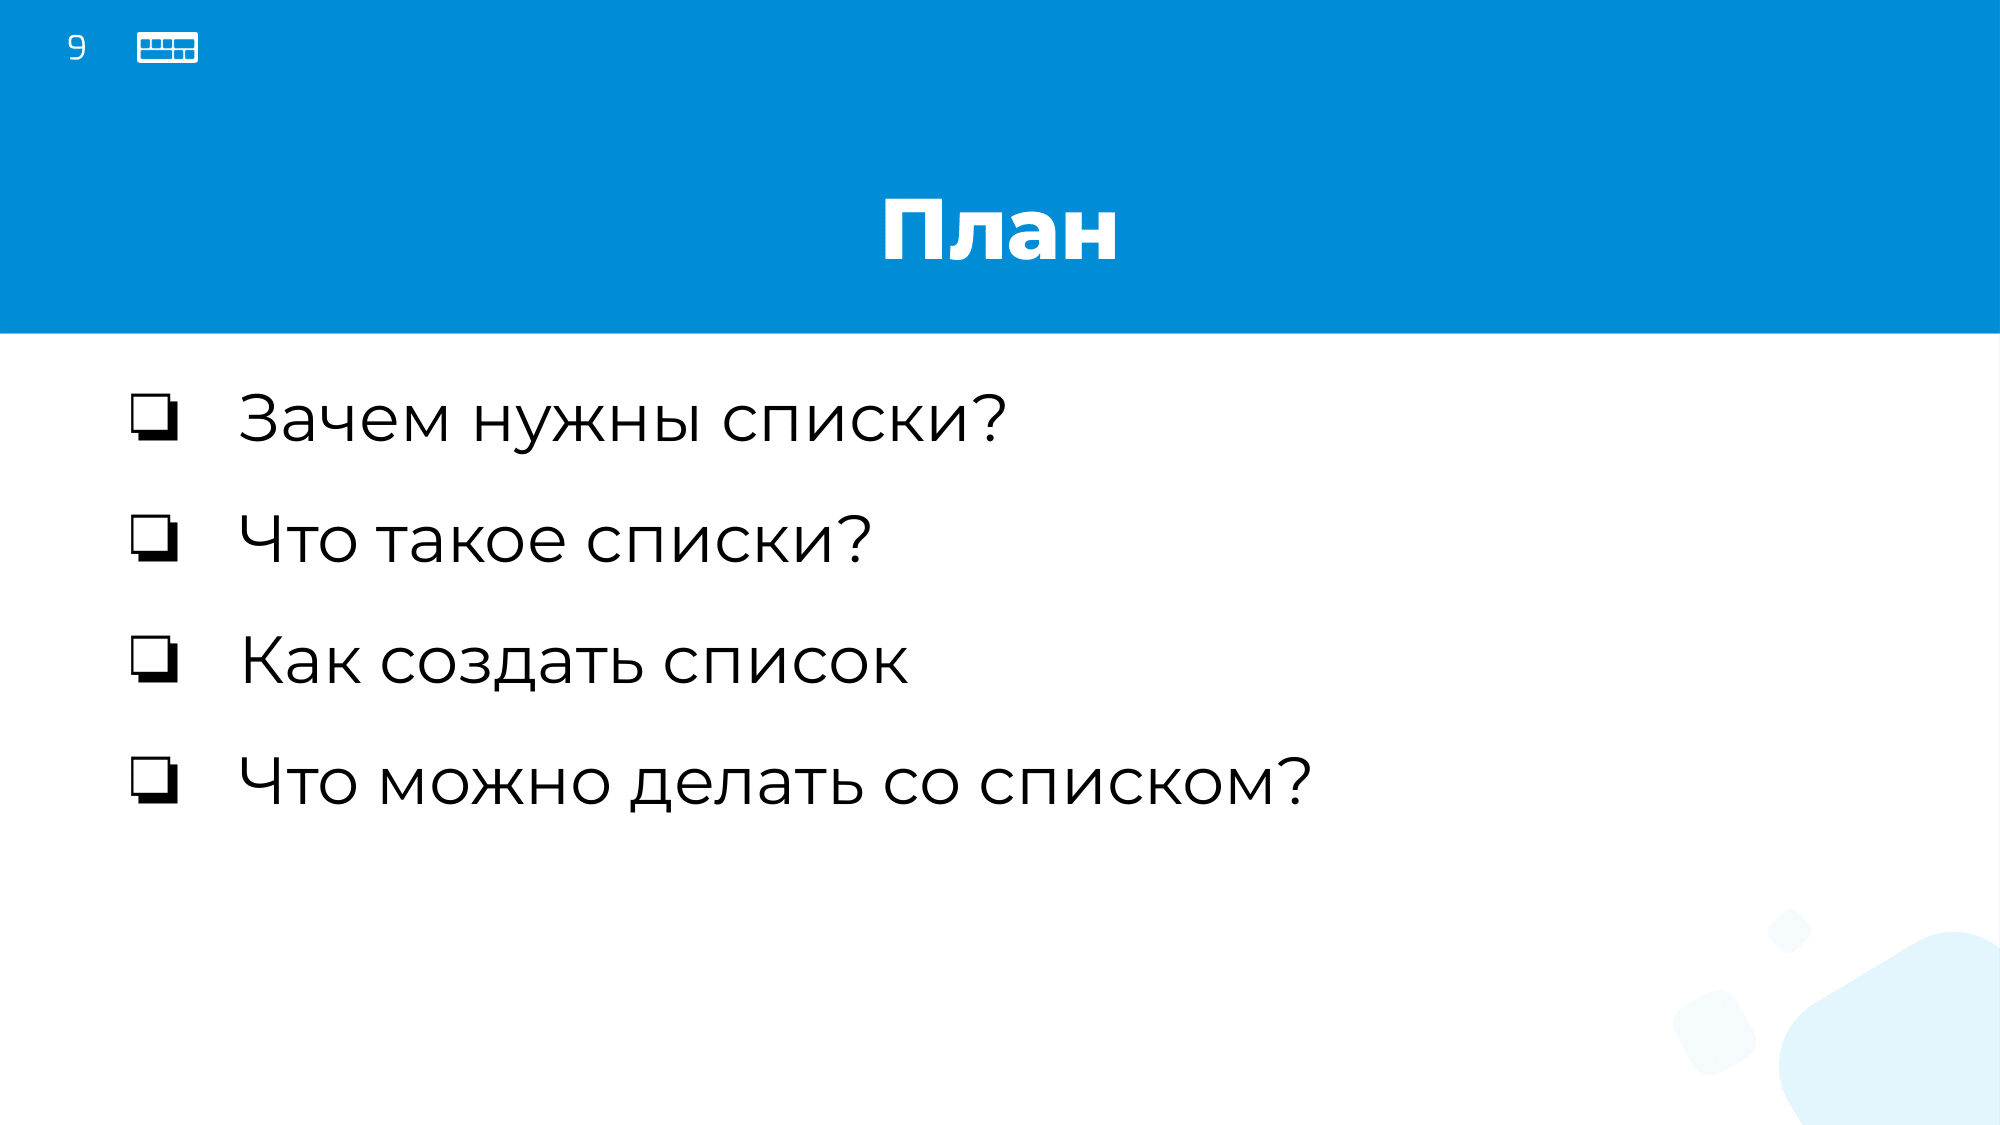 9
План
❏ Зачем нужны списки?
❏ Что такое списки?
❏ Как создать список
❏ Что можно делать со списком?